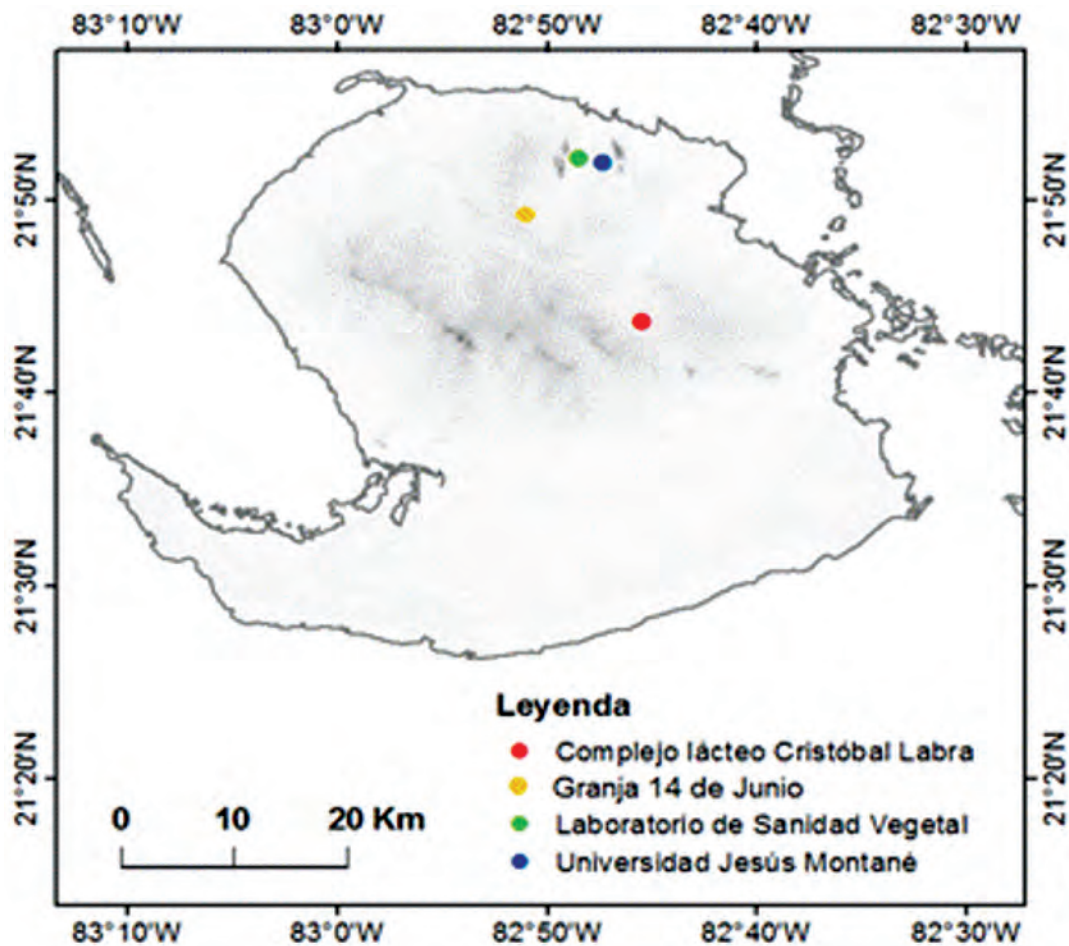 83°10'W 83°0'W 82°50'W 82°40'W 82°30'W
21°50'N 21°50'N
21°40'N 21°40'N
21°30'N 21°30'N
21°20'N 21°20'N
Leyenda
Complejo lácteo Cristóbal Labra
Granja 14 de Junio
Laboratorio de Sanidad Vegetal
Universidad Jesús Montané
0 10 20 Km
83°10'W 83°0'W 82°50'W 82°40'W 82°30'W